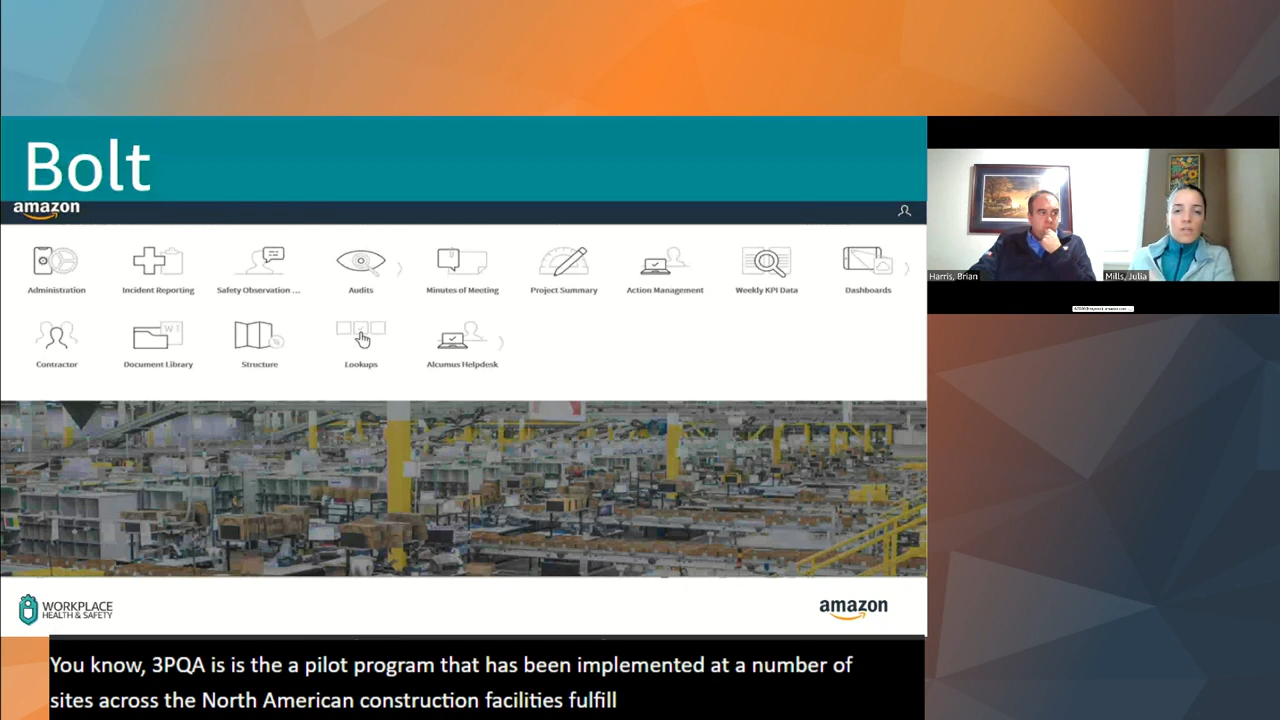 Bolt
amazon
Administration
Incident Reporting
Safety Observation ...
Audits
Minutes of Meeting
Project Summary
Action Management
Weekly KPI Data
Dashboards
Contractor
Document Library
Structure
Lookups
Alcumus Helpdesk
Harris, Brian
Mills, Julia
WORKPLACE
HEALTH & SAFETY
amazon
You know, 3PQA is is the a pilot program that has been implemented at a number of
sites across the North American construction facilities fulfill